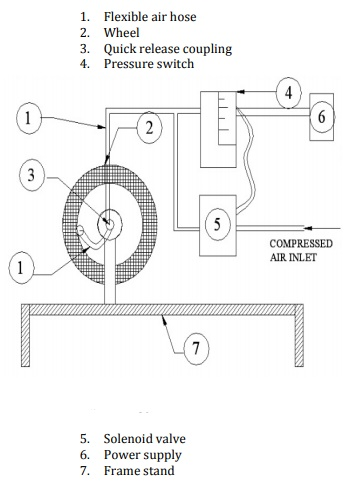 1. Flexible air hose
2. Wheel
3. Quick release coupling
4. Pressure switch
4
1
2
6
3
5
COMPRESSED
AIR INLET
1
7
5. Solenoid valve
6. Power supply
7. Frame stand